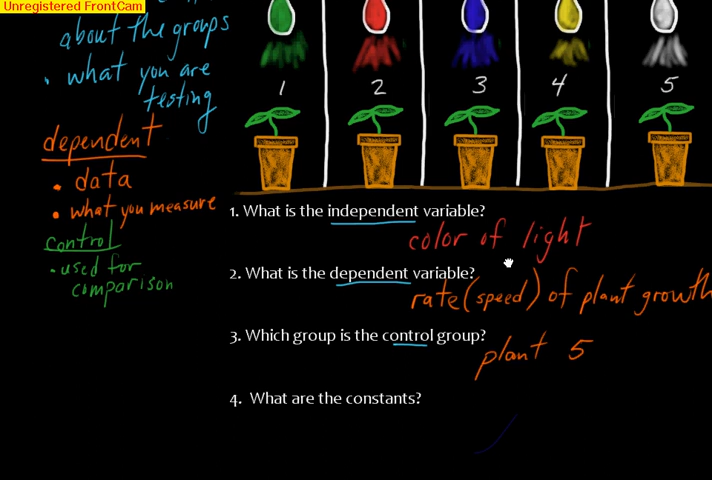 Unregistered FrontCam
about the groups
• what you are
testing
dependent
• data
• what you measure
control
• used for
comparison
1 2 3 4 5
1. What is the independent variable?
color of light
2. What is the dependent variable?
rate (speed) of plant growth
3. Which group is the control group?
plant 5
4. What are the constants?